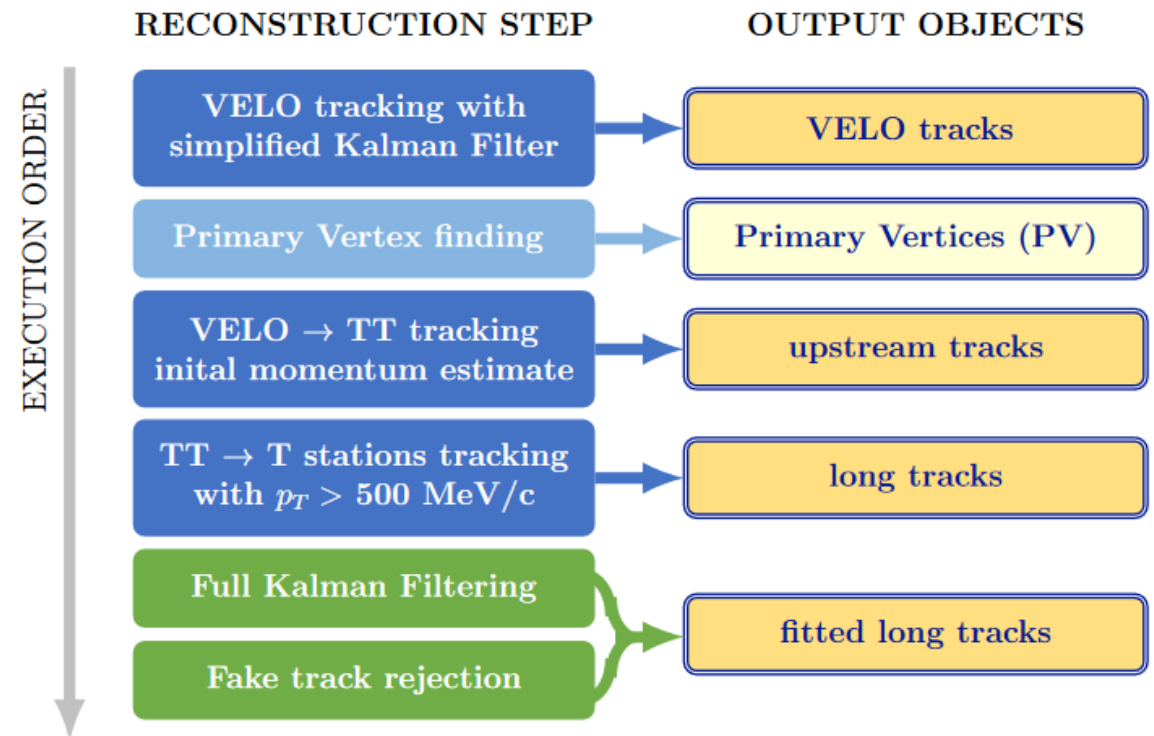 RECONSTRUCTION STEP
OUTPUT OBJECTS
EXECUTION ORDER
VELO tracking with
simplified Kalman Filter
VELO tracks
Primary Vertex finding
Primary Vertices (PV)
VELO → TT tracking
inital momentum estimate
upstream tracks
TT → T stations tracking
with p_T > 500 MeV/c
long tracks
Full Kalman Filtering
Fake track rejection
fitted long tracks